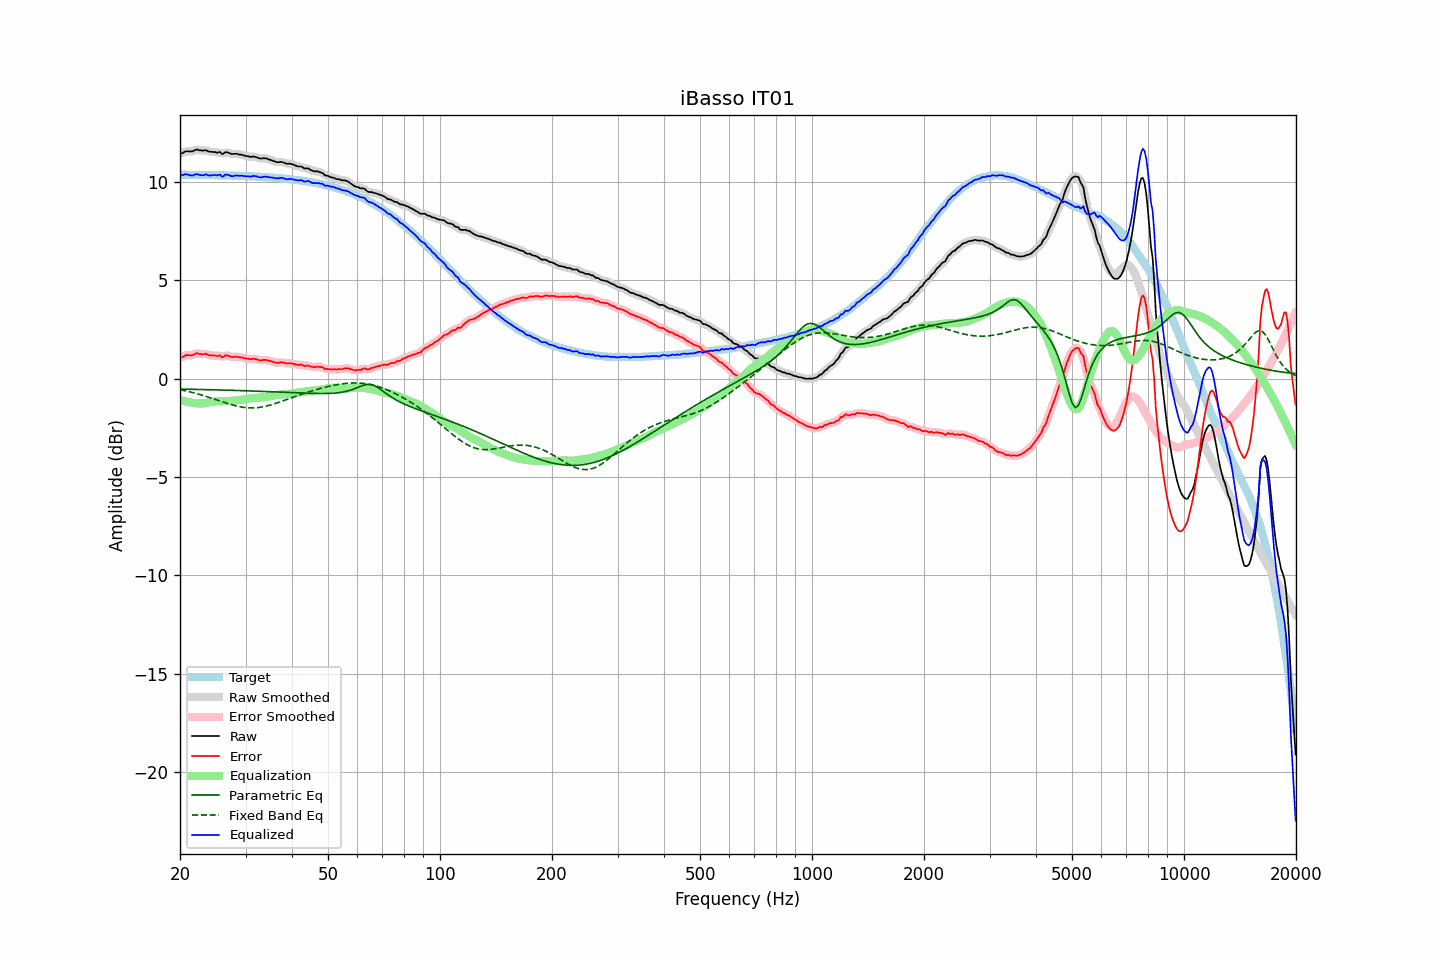 iBasso IT01
Amplitude (dBr)
10
5
0
−5
−10
−15
−20
Target
Raw Smoothed
Error Smoothed
Raw
Error
Equalization
Parametric Eq
Fixed Band Eq
Equalized
20 50 100 200 500 1000 2000 5000 10000 20000
Frequency (Hz)